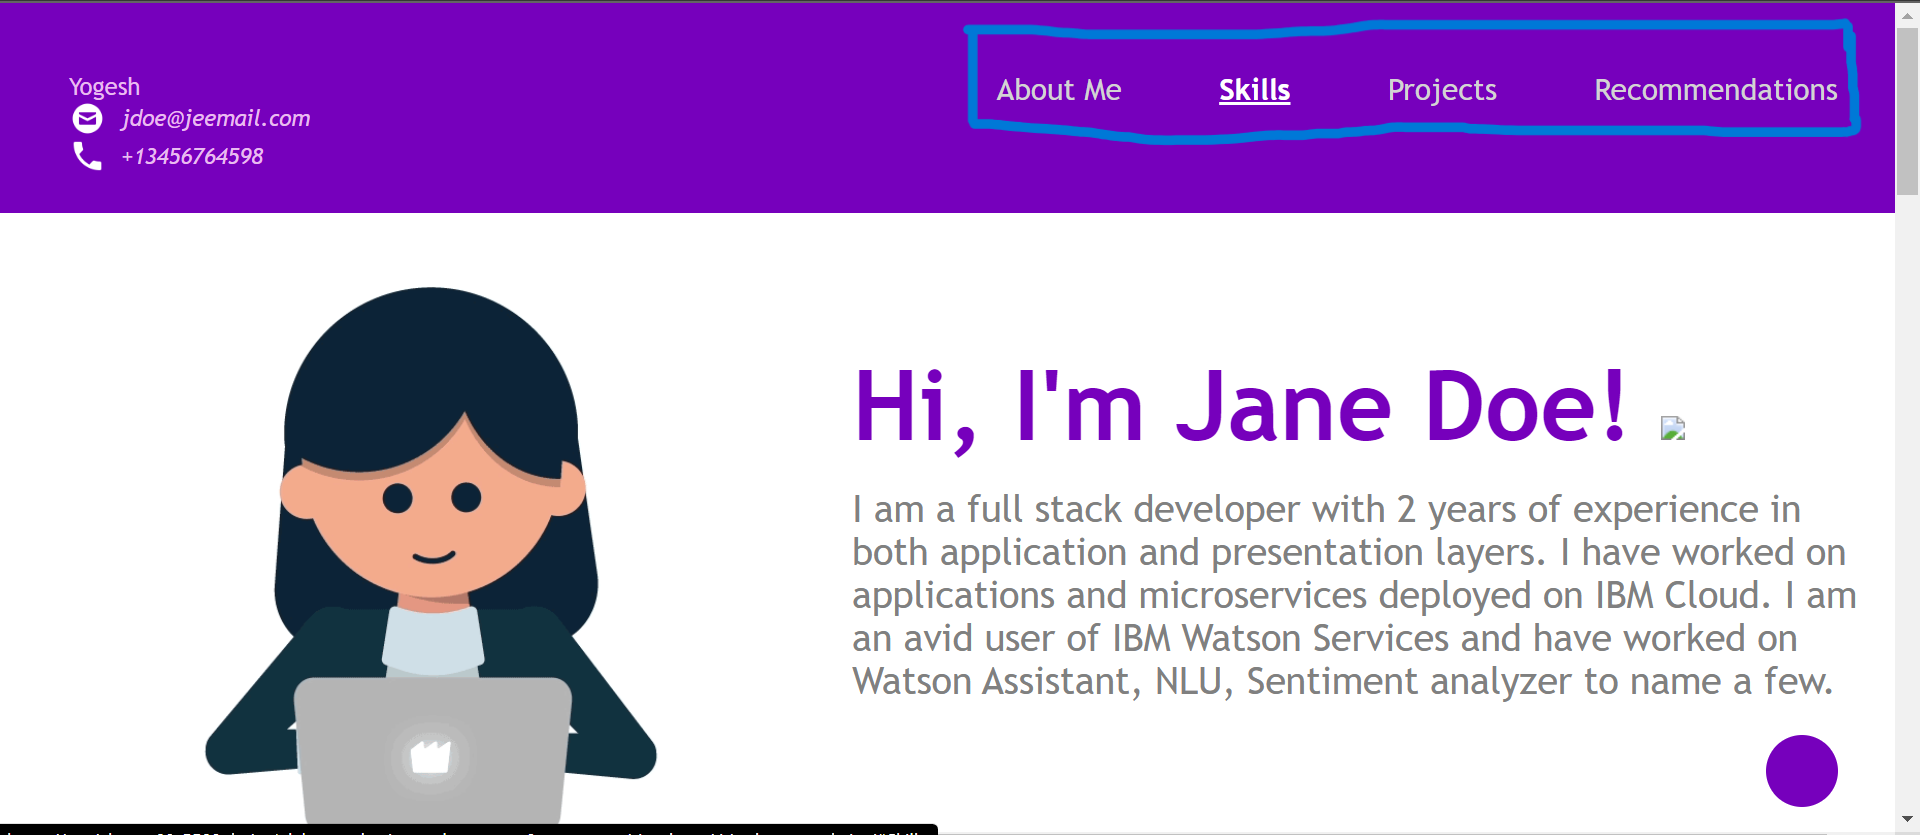 Yogesh
jdoe@jeemail.com
+13456764598
About Me Skills Projects Recommendations
Hi, I'm Jane Doe!
I am a full stack developer with 2 years of experience in
both application and presentation layers. I have worked on
applications and microservices deployed on IBM Cloud. I am
an avid user of IBM Watson Services and have worked on
Watson Assistant, NLU, Sentiment analyzer to name a few.